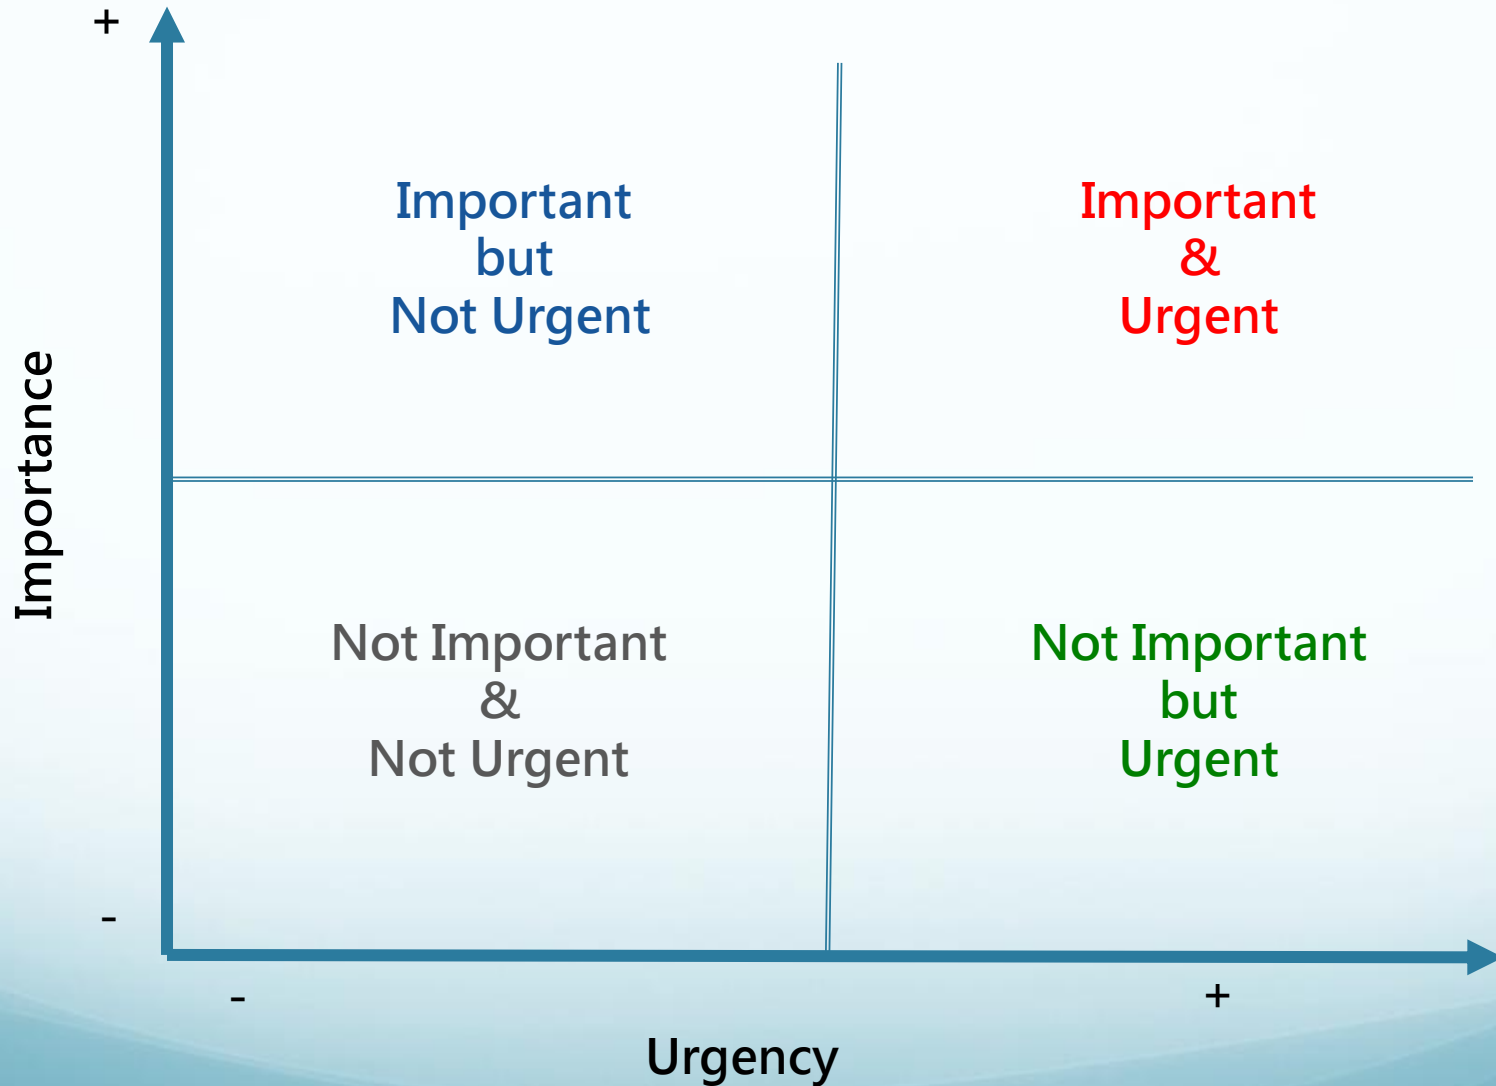 +
Important
but
Not Urgent
Important
&
Urgent
Importance
Not Important
&
Not Urgent
Not Important
but
Urgent
-
-
+
Urgency